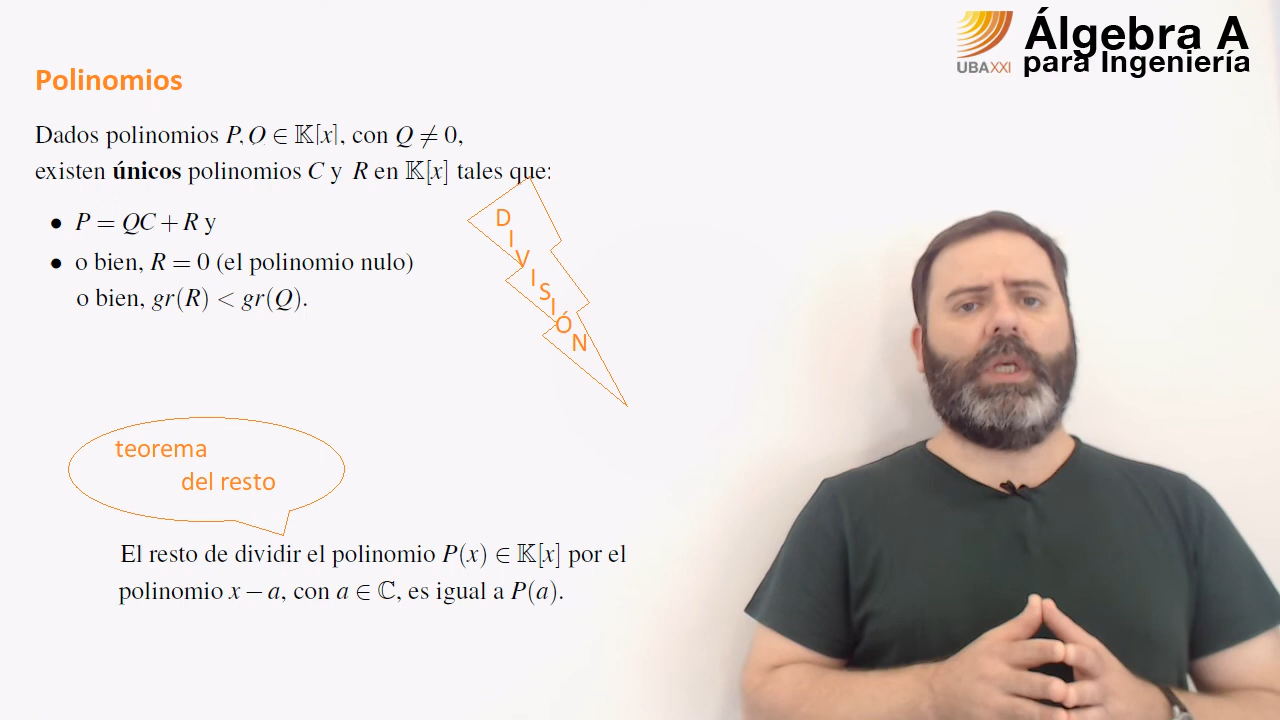 UBAXXI
Álgebra A
para Ingeniería
Polinomios
Dados polinomios P, Q ∈ 𝕂[x], con Q ≠ 0,
existen únicos polinomios C y R en 𝕂[x] tales que:
• P = QC + R y
• o bien, R = 0 (el polinomio nulo)
o bien, gr(R) < gr(Q).
DIVISIÓN
teorema
del resto
El resto de dividir el polinomio P(x) ∈ 𝕂[x] por el
polinomio x − a, con a ∈ ℂ, es igual a P(a).